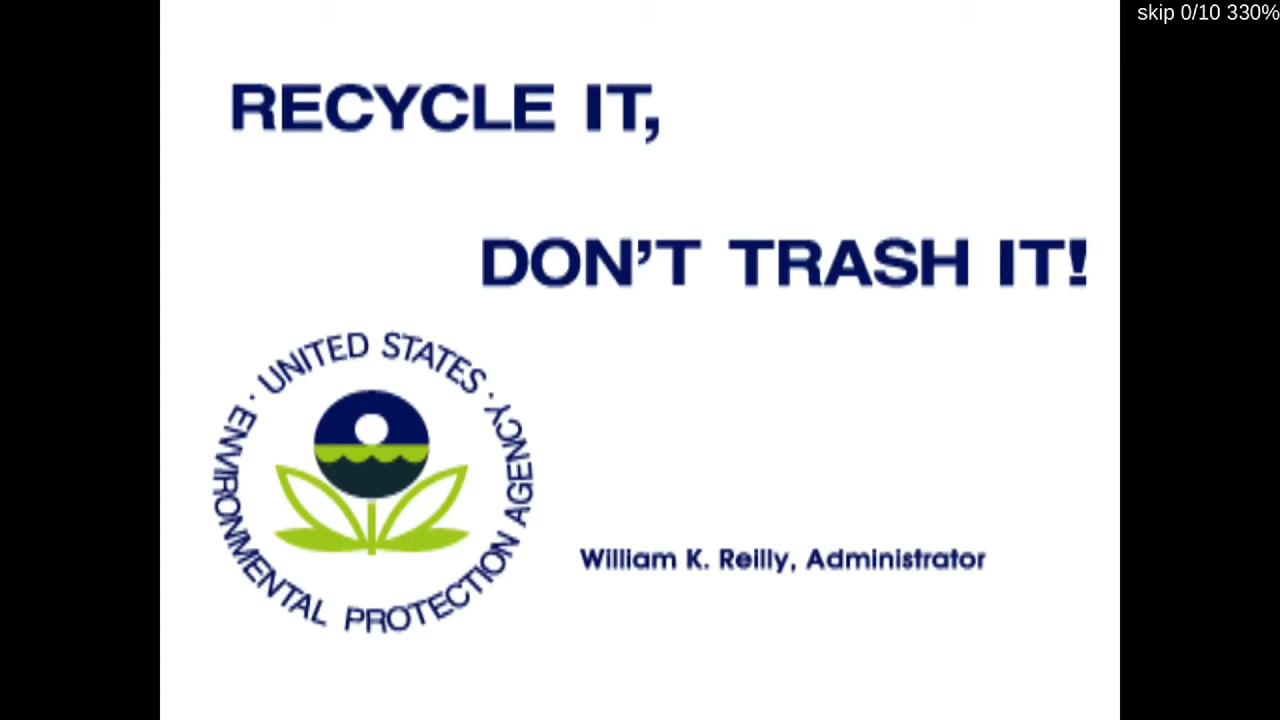 skip 0/10 330%
RECYCLE IT,
DON’T TRASH IT!
· UNITED STATES ·
ENVIRONMENTAL PROTECTION AGENCY
William K. Reilly, Administrator